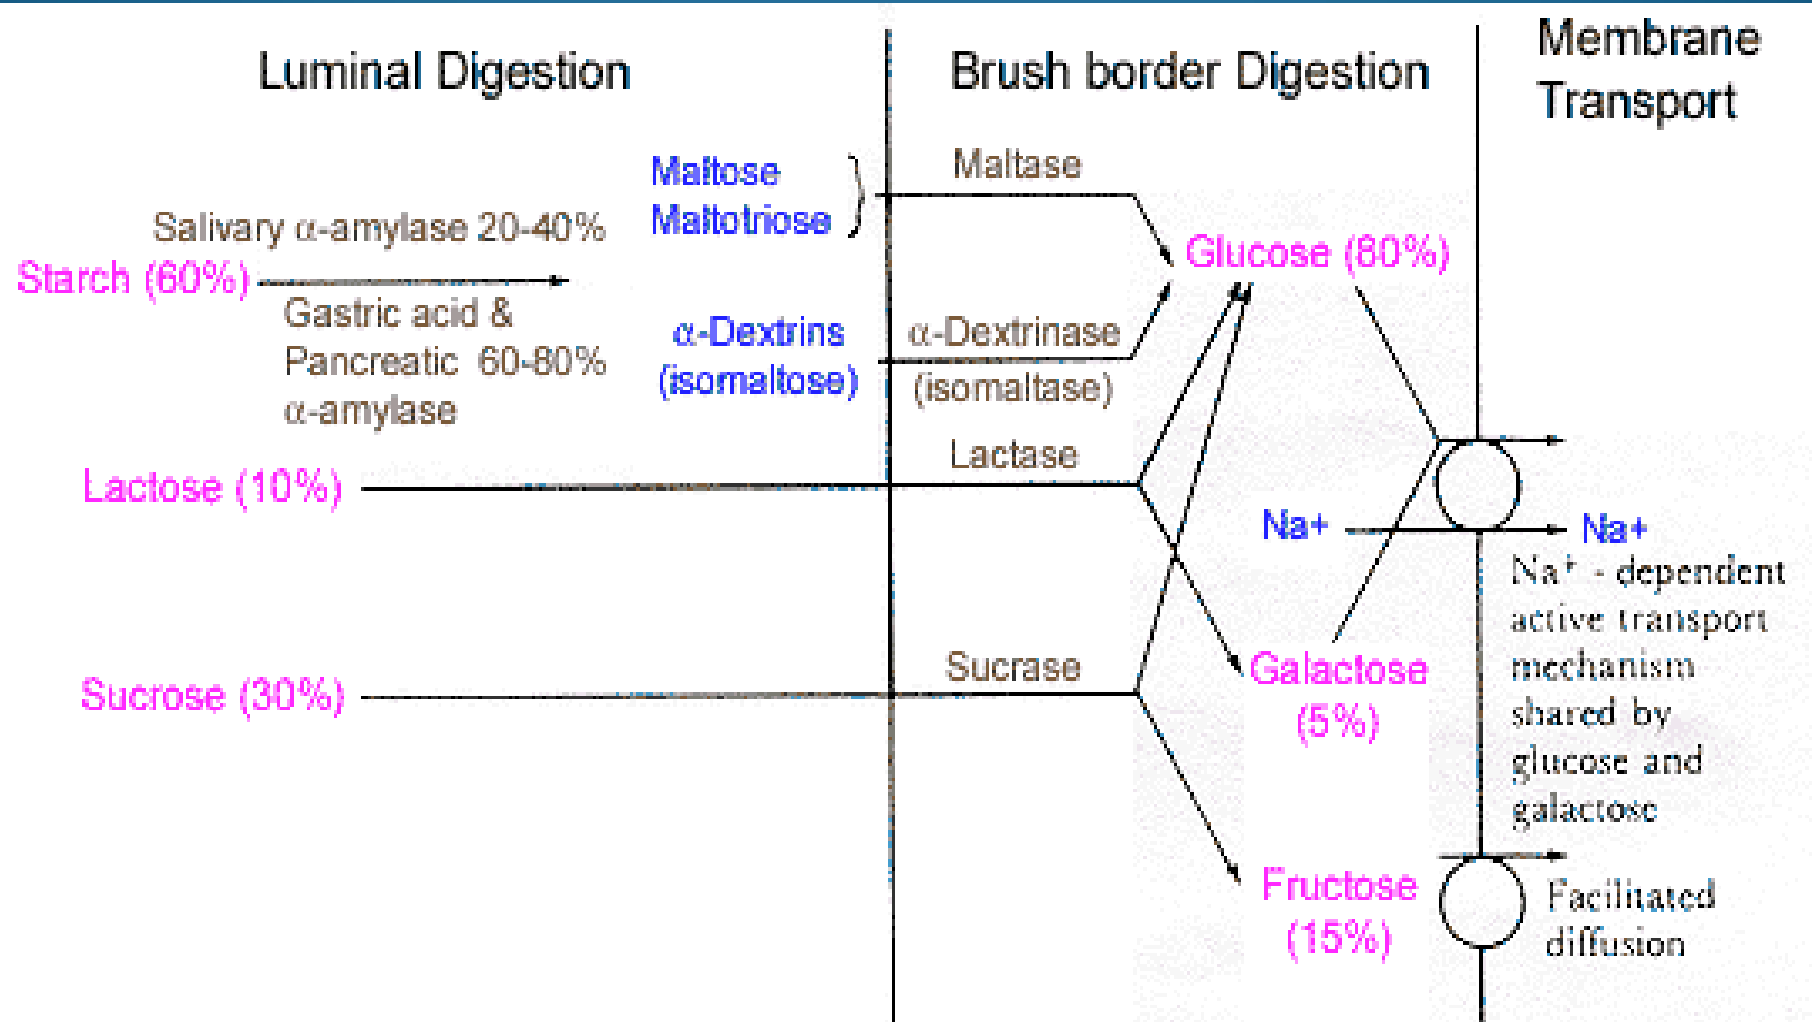 Luminal Digestion
Brush border Digestion
Membrane
Transport
Maltose
Maltotriose
Maltase
Salivary α-amylase 20-40%
Starch (60%)
Gastric acid &
Pancreatic 60-80%
α-amylase
α-Dextrins
(isomaltose)
α-Dextrinase
(isomaltase)
Glucose (80%)
Lactose (10%)
Lactase
Na+
Na+
Na+ - dependent
active transport
mechanism
shared by
glucose and
galactose
Sucrose (30%)
Sucrase
Galactose
(5%)
Fructose
(15%)
Facilitated
diffusion